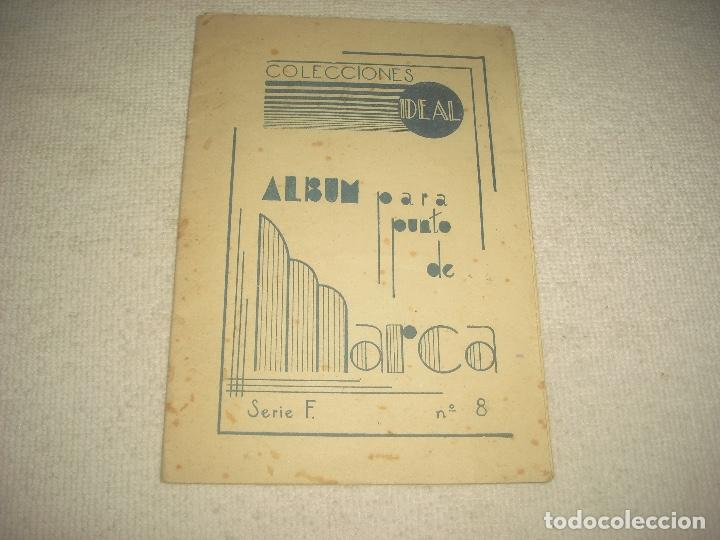 COLECCIONES
IDEAL
ALBUM para
punto
de
Marca
Serie F. nº 8
todocoleccion